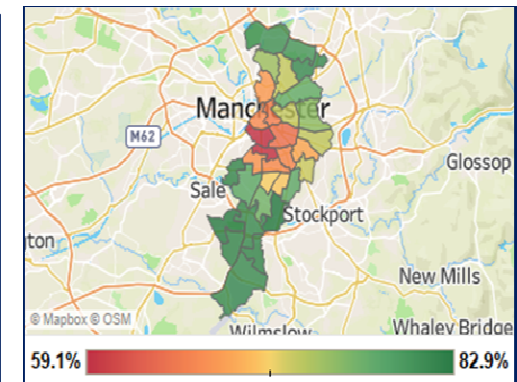 Manchester
M62
Glossop
Sale
Stockport
ton
New Mills
© Mapbox © OSM
Wilmslow
Whaley Bridge
59.1%
82.9%